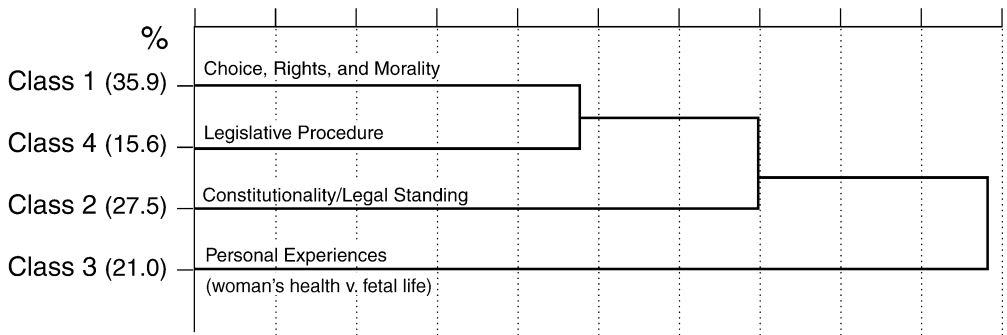 %
Class 1 (35.9)
Choice, Rights, and Morality
Class 4 (15.6)
Legislative Procedure
Class 2 (27.5)
Constitutionality/Legal Standing
Class 3 (21.0)
Personal Experiences
(woman's health v. fetal life)